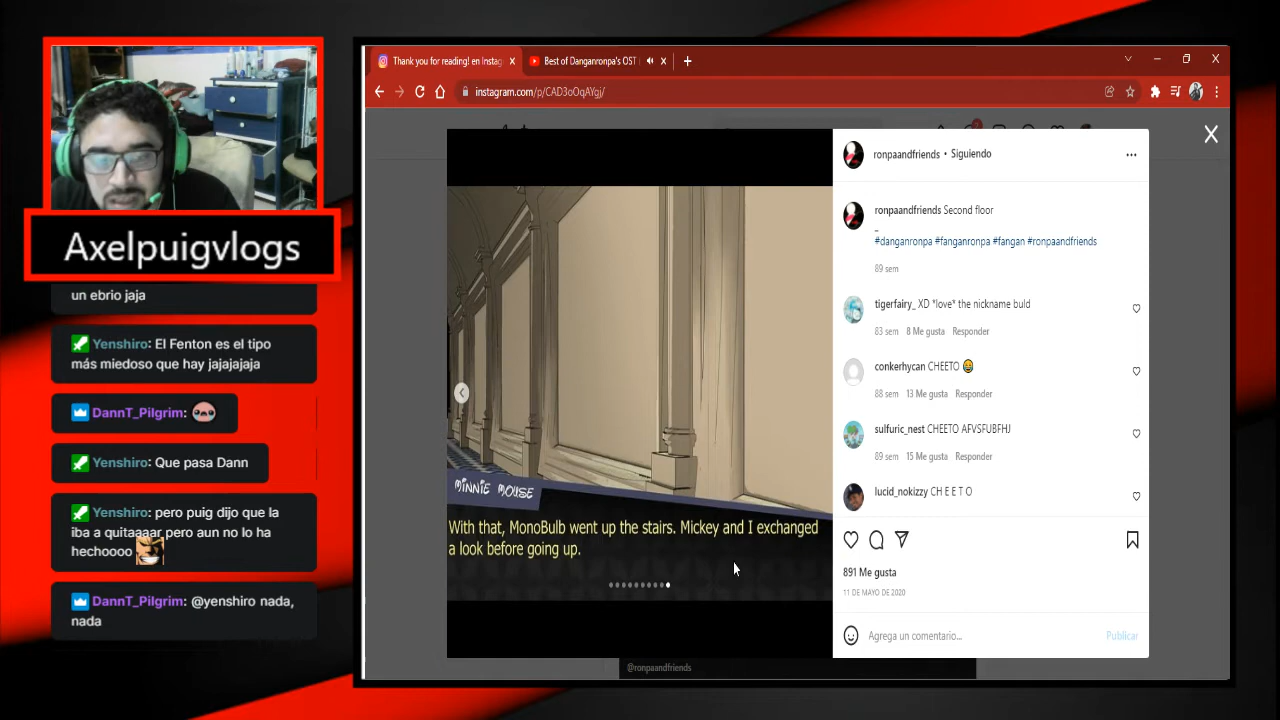 Axelpuigvlogs
un ebrio jaja
Yenshiro: El Fenton es el tipo
más miedoso que hay jajajajaja
DannT_Pilgrim:
Yenshiro: Que pasa Dann
Yenshiro: pero puig dijo que la
iba a quitaaaar pero aun no lo ha
hechoooo
DannT_Pilgrim: @yenshiro nada,
nada
Thank you for reading! en Instag
Best of Danganronpa's OST
instagram.com/p/CAD3oOqAYgj/
MINNIE MOUSE
With that, MonoBulb went up the stairs. Mickey and I exchanged
a look before going up.
@ronpaandfriends
ronpaandfriends • Siguiendo
ronpaandfriends Second floor
_
#danganronpa #fanganronpa #fangan #ronpaandfriends
89 sem
tigerfairy_ XD *love* the nickname buld
83 sem 8 Me gusta Responder
conkerhycan CHEETO 😂
88 sem 13 Me gusta Responder
sulfuric_nest CHEETO AFVSFUBFHJ
89 sem 15 Me gusta Responder
lucid_nokizzy C H E E T O
891 Me gusta
11 DE MAYO DE 2020
Agrega un comentario...
Publicar